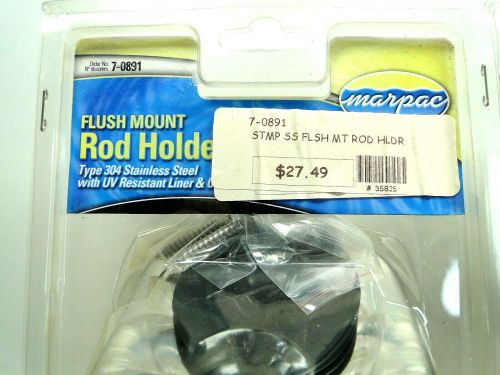 Order No.
N° de comm. 7-0891
marpac
FLUSH MOUNT
Rod Holde
Type 304 Stainless Steel
with UV Resistant Liner &
7-0891
STMP SS FLSH MT ROD HLDR
$27.49
# 35825